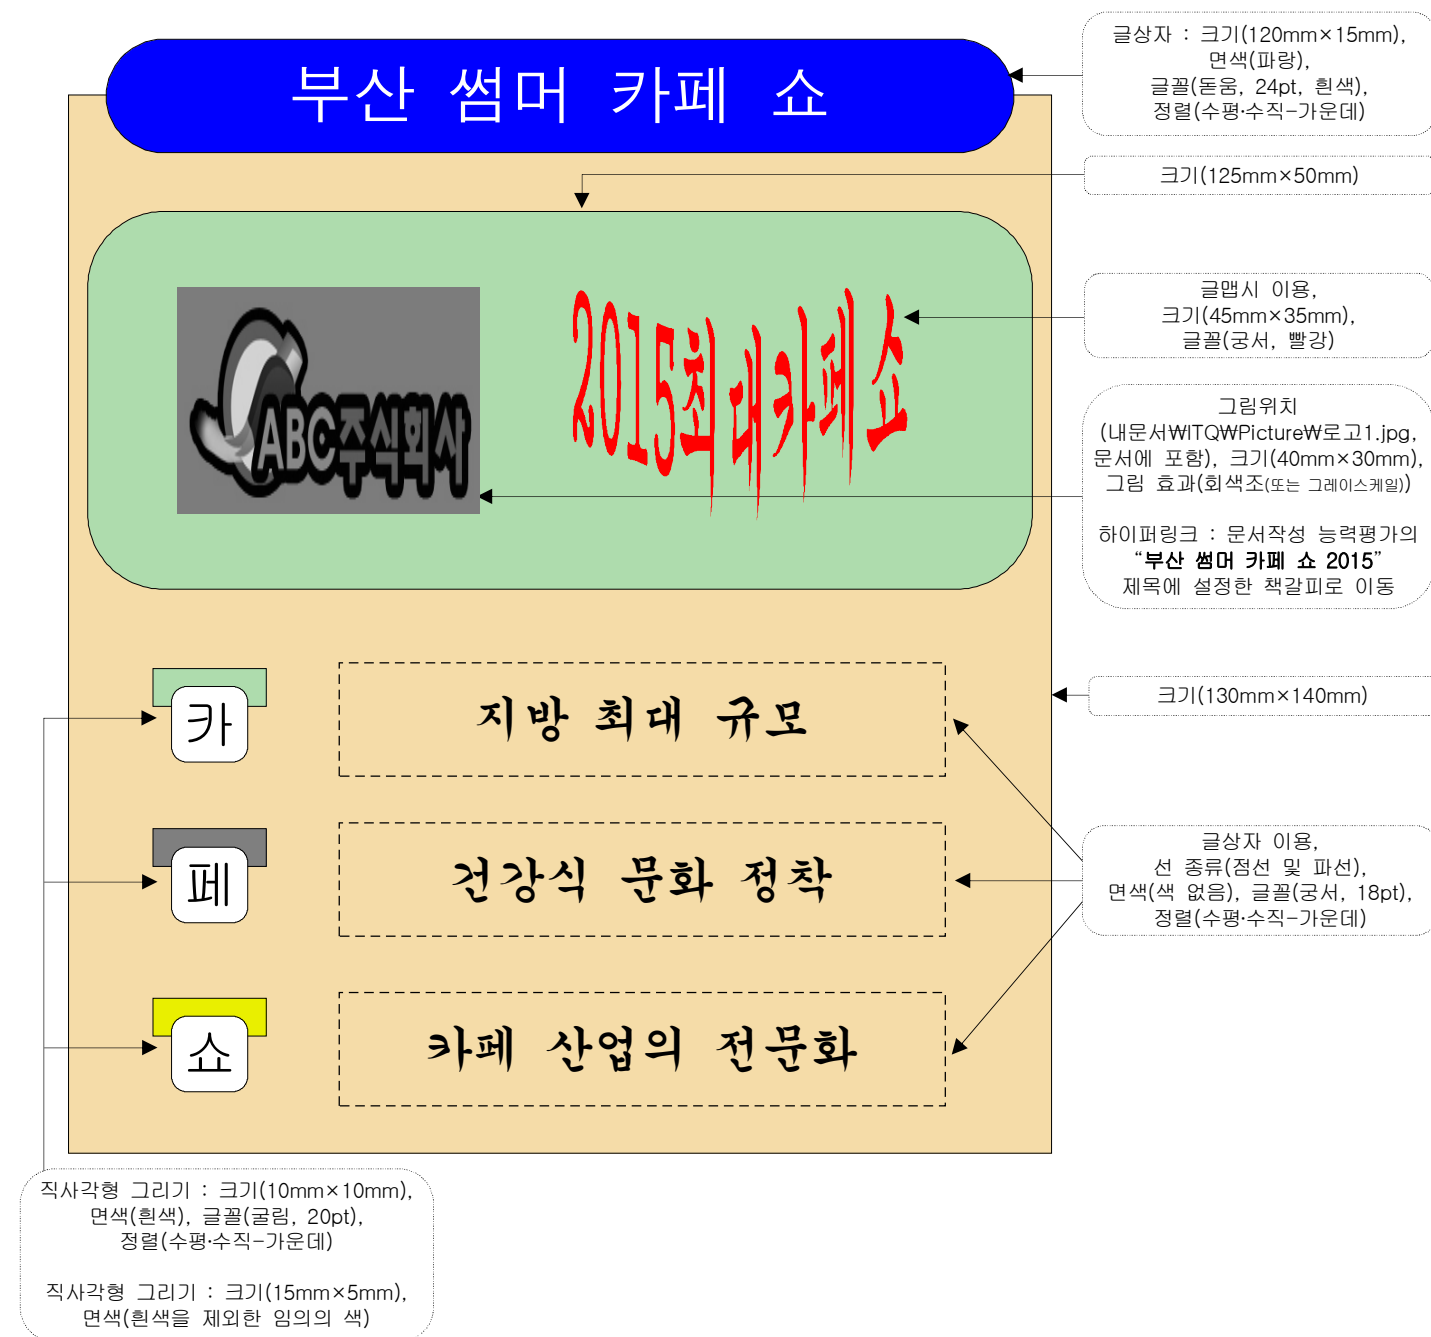 부산 썸머 카페 쇼
글상자 : 크기(120mm×15mm),
면색(파랑),
글꼴(돋움, 24pt, 흰색),
정렬(수평·수직-가운데)
크기(125mm×50mm)
ABC주식회사
2015최대카페쇼
글맵시 이용,
크기(45mm×35mm),
글꼴(궁서, 빨강)
그림위치
(내문서₩ITQ₩Picture₩로고1.jpg,
문서에 포함), 크기(40mm×30mm),
그림 효과(회색조(또는 그레이스케일))
하이퍼링크 : 문서작성 능력평가의
“부산 썸머 카페 쇼 2015”
제목에 설정한 책갈피로 이동
카
지방 최대 규모
크기(130mm×140mm)
페
건강식 문화 정착
글상자 이용,
선 종류(점선 및 파선),
면색(색 없음), 글꼴(궁서, 18pt),
정렬(수평·수직-가운데)
쇼
카페 산업의 전문화
직사각형 그리기 : 크기(10mm×10mm),
면색(흰색), 글꼴(굴림, 20pt),
정렬(수평·수직-가운데)
직사각형 그리기 : 크기(15mm×5mm),
면색(흰색을 제외한 임의의 색)